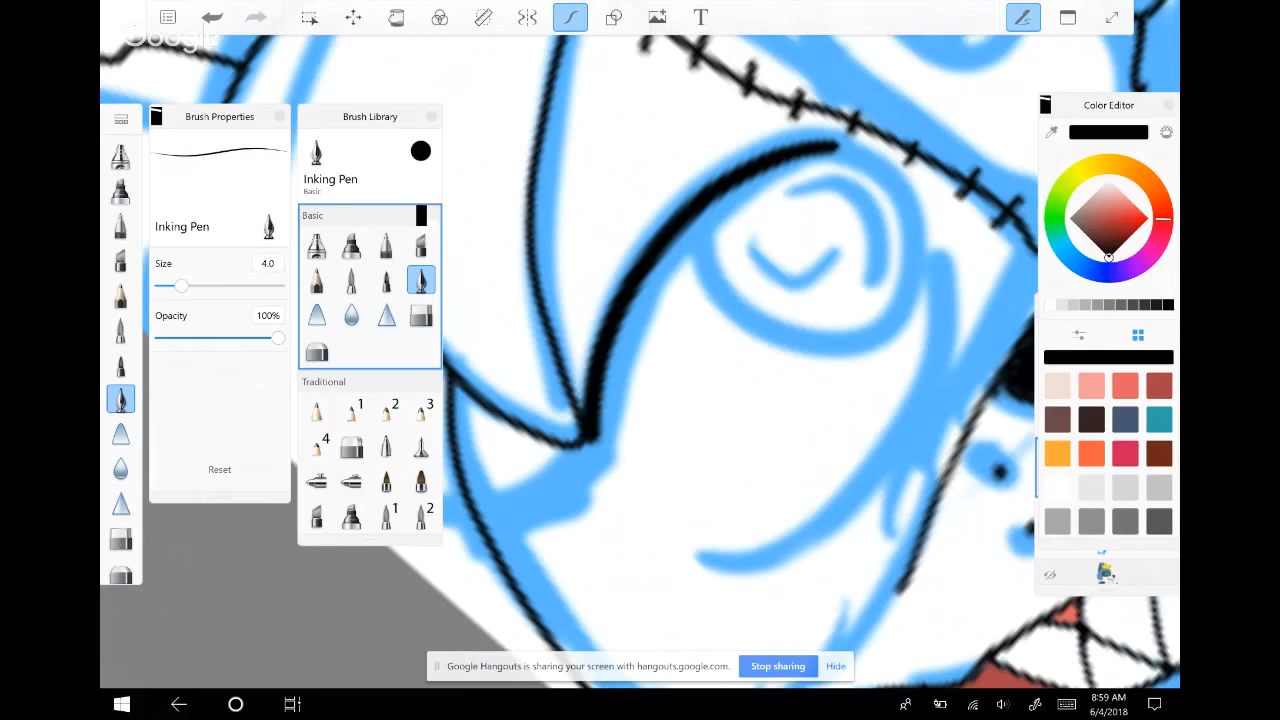 T
Google
Brush Properties
Inking Pen
Size
4.0
Opacity
100%
Reset
Brush Library
Inking Pen
Basic
Basic
Traditional
1
2
3
4
1
2
Color Editor
Google Hangouts is sharing your screen with hangouts.google.com.
Stop sharing
Hide
8:59 AM
6/4/2018